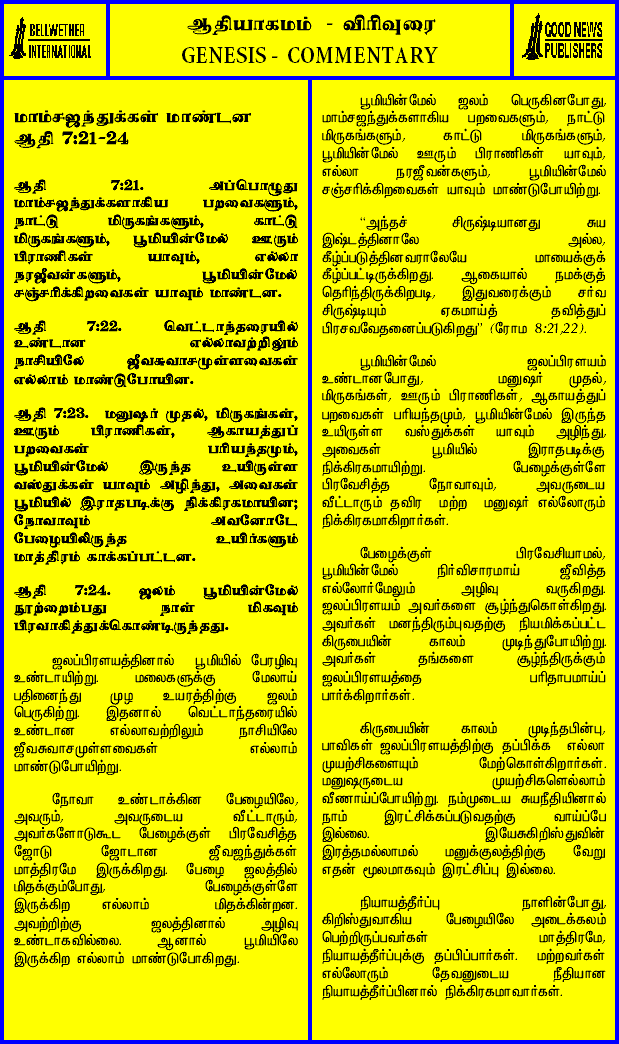 BELLWETHER
INTERNATIONAL
ஆதியாகமம் - விரிவுரை
GENESIS - COMMENTARY
GOOD NEWS
PUBLISHERS
மாம்சஜந்துக்கள் மாண்டன
ஆதி 7:21-24
ஆதி 7:21. அப்பொழுது
மாம்சஜந்துக்களாகிய பறவைகளும்,
நாட்டு மிருகங்களும், காட்டு
மிருகங்களும், பூமியின்மேல் ஊரும்
பிராணிகள் யாவும், எல்லா
நரஜீவன்களும், பூமியின்மேல்
சஞ்சரிக்கிறவைகள் யாவும் மாண்டன.
ஆதி 7:22. வெட்டாந்தரையில்
உண்டான எல்லாவற்றிலும்
நாசியிலே ஜீவசுவாசமுள்ளவைகள்
எல்லாம் மாண்டுபோயின.
ஆதி 7:23. மனுஷர் முதல், மிருகங்கள்,
ஊரும் பிராணிகள், ஆகாயத்துப்
பறவைகள் பரியந்தமும்,
பூமியின்மேல் இருந்த உயிருள்ள
வஸ்துக்கள் யாவும் அழிந்து, அவைகள்
பூமியில் இராதபடிக்கு நிக்கிரகமாயின;
நோவாவும் அவனோடே
பேழையிலிருந்த உயிர்களும்
மாத்திரம் காக்கப்பட்டன.
ஆதி 7:24. ஜலம் பூமியின்மேல்
நூற்றைம்பது நாள் மிகவும்
பிரவாகித்துக்கொண்டிருந்தது.
ஜலப்பிரளயத்தினால் பூமியில் பேரழிவு
உண்டாயிற்று. மலைகளுக்கு மேலாய்
பதினைந்து முழ உயரத்திற்கு ஜலம்
பெருகிற்று. இதனால் வெட்டாந்தரையில்
உண்டான எல்லாவற்றிலும் நாசியிலே
ஜீவசுவாசமுள்ளவைகள் எல்லாம்
மாண்டுபோயிற்று.
நோவா உண்டாக்கின பேழையிலே,
அவரும், அவருடைய வீட்டாரும்,
அவர்களோடுகூட பேழைக்குள் பிரவேசித்த
ஜோடு ஜோடான ஜீவஜந்துக்கள்
மாத்திரமே இருக்கிறது. பேழை ஜலத்தில்
மிதக்கும்போது, பேழைக்குள்ளே
இருக்கிற எல்லாம் மிதக்கின்றன.
அவற்றிற்கு ஜலத்தினால் அழிவு
உண்டாகவில்லை. ஆனால் பூமியிலே
இருக்கிற எல்லாம் மாண்டுபோகிறது.
பூமியின்மேல் ஜலம் பெருகினபோது,
மாம்சஜந்துக்களாகிய பறவைகளும், நாட்டு
மிருகங்களும், காட்டு மிருகங்களும்,
பூமியின்மேல் ஊரும் பிராணிகள் யாவும்,
எல்லா நரஜீவன்களும், பூமியின்மேல்
சஞ்சரிக்கிறவைகள் யாவும் மாண்டுபோயிற்று.
“அந்தச் சிருஷ்டியானது சுய
இஷ்டத்தினாலே அல்ல,
கீழ்ப்படுத்தினவராலேயே மாயைக்குக்
கீழ்ப்பட்டிருக்கிறது. ஆகையால் நமக்குத்
தெரிந்திருக்கிறபடி, இதுவரைக்கும் சர்வ
சிருஷ்டியும் ஏகமாய்த் தவித்துப்
பிரசவவேதனைப்படுகிறது” (ரோம 8:21,22).
பூமியின்மேல் ஜலப்பிரளயம்
உண்டானபோது, மனுஷர் முதல்,
மிருகங்கள், ஊரும் பிராணிகள், ஆகாயத்துப்
பறவைகள் பரியந்தமும், பூமியின்மேல் இருந்த
உயிருள்ள வஸ்துக்கள் யாவும் அழிந்து.
அவைகள் பூமியில் இராதபடிக்கு
நிக்கிரகமாயிற்று. பேழைக்குள்ளே
பிரவேசித்த நோவாவும், அவருடைய
வீட்டாரும் தவிர மற்ற மனுஷர் எல்லோரும்
நிக்கிரகமாகிறார்கள்.
பேழைக்குள் பிரவேசியாமல்,
பூமியின்மேல் நிர்விசாரமாய் ஜீவித்த
எல்லோர்மேலும் அழிவு வருகிறது.
ஜலப்பிரளயம் அவர்களை சூழ்ந்துகொள்கிறது.
அவர்கள் மனந்திரும்புவதற்கு நியமிக்கப்பட்ட
கிருபையின் காலம் முடிந்துபோயிற்று.
அவர்கள் தங்களை சூழ்ந்திருக்கும்
ஜலப்பிரளயத்தை பரிதாபமாய்ப்
பார்க்கிறார்கள்.
கிருபையின் காலம் முடிந்தபின்பு,
பாவிகள் ஜலப்பிரளயத்திற்கு தப்பிக்க எல்லா
முயற்சிகளையும் மேற்கொள்கிறார்கள்.
மனுஷருடைய முயற்சிகளெல்லாம்
வீணாய்ப்போயிற்று. நம்முடைய சுயநீதியினால்
நாம் இரட்சிக்கப்படுவதற்கு வாய்ப்பே
இல்லை. இயேசுகிறிஸ்துவின்
இரத்தமல்லாமல் மனுக்குலத்திற்கு வேறு
எதன் மூலமாகவும் இரட்சிப்பு இல்லை.
நியாயத்தீர்ப்பு நாளின்போது,
கிறிஸ்துவாகிய பேழையிலே அடைக்கலம்
பெற்றிருப்பவர்கள் மாத்திரமே,
நியாயத்தீர்ப்புக்கு தப்பிப்பார்கள். மற்றவர்கள்
எல்லோரும் தேவனுடைய நீதியான
நியாயத்தீர்ப்பினால் நிக்கிரகமாவார்கள்.